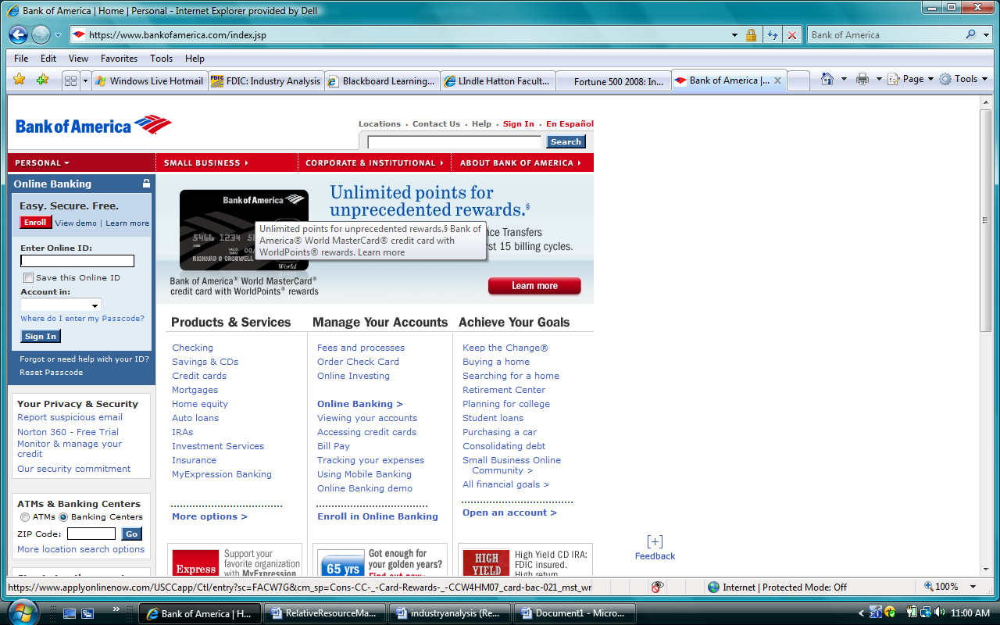 Bank of America | Home | Personal - Internet Explorer provided by Dell
https://www.bankofamerica.com/index.jsp
Bank of America
File Edit View Favorites Tools Help
Windows Live Hotmail
FDIC: Industry Analysis
Blackboard Learning...
LIndle Hatton Facult...
Fortune 500 2008: In...
Bank of America |...
Page
Tools
Bank of America
Locations · Contact Us · Help · Sign In · En Español
Search
PERSONAL
SMALL BUSINESS
CORPORATE & INSTITUTIONAL
ABOUT BANK OF AMERICA
Online Banking
Easy. Secure. Free.
Enroll View demo | Learn more
Enter Online ID:
Save this Online ID
Account in:
Where do I enter my Passcode?
Sign In
Forgot or need help with your ID?
Reset Passcode
Bank of America
5466 1234
RICHARD O CROSWELL
World
Unlimited points for
unprecedented rewards.§
Transfers
15 billing cycles.
Unlimited points for unprecedented rewards.§ Bank of
America® World MasterCard® credit card with
WorldPoints® rewards. Learn more
Bank of America® World MasterCard®
credit card with WorldPoints® rewards
Learn more
Your Privacy & Security
Report suspicious email
Norton 360 - Free Trial
Monitor & manage your
credit
Our security commitment
ATMs & Banking Centers
ATMs Banking Centers
ZIP Code: Go
More location search options
Products & Services
Checking
Savings & CDs
Credit cards
Mortgages
Home equity
Auto loans
IRAs
Investment Services
Insurance
MyExpression Banking
More options >
Manage Your Accounts
Fees and processes
Order Check Card
Online Investing
Online Banking >
Viewing your accounts
Accessing credit cards
Bill Pay
Tracking your expenses
Using Mobile Banking
Online Banking demo
Enroll in Online Banking
Achieve Your Goals
Keep the Change®
Buying a home
Searching for a home
Retirement Center
Planning for college
Student loans
Purchasing a car
Consolidating debt
Small Business Online
Community >
All financial goals >
Open an account >
Express
Support your
favorite organization
with MyExpression
65 yrs
Got enough for
your golden years?
Find out now
HIGH
YIELD
High Yield CD IRA:
FDIC insured.
High return
[+]
Feedback
https://www.applyonlinenow.com/USCCapp/Ctl/entry?sc=FACW7G&cm_sp=Cons-CC-_-Card-Rewards-_-CCW4HM07_card-bac-021_mst_wr
Internet | Protected Mode: Off
100%
Bank of America | H...
RelativeResourceMa...
industryanalysis (Re...
Document1 - Micro...
11:00 AM